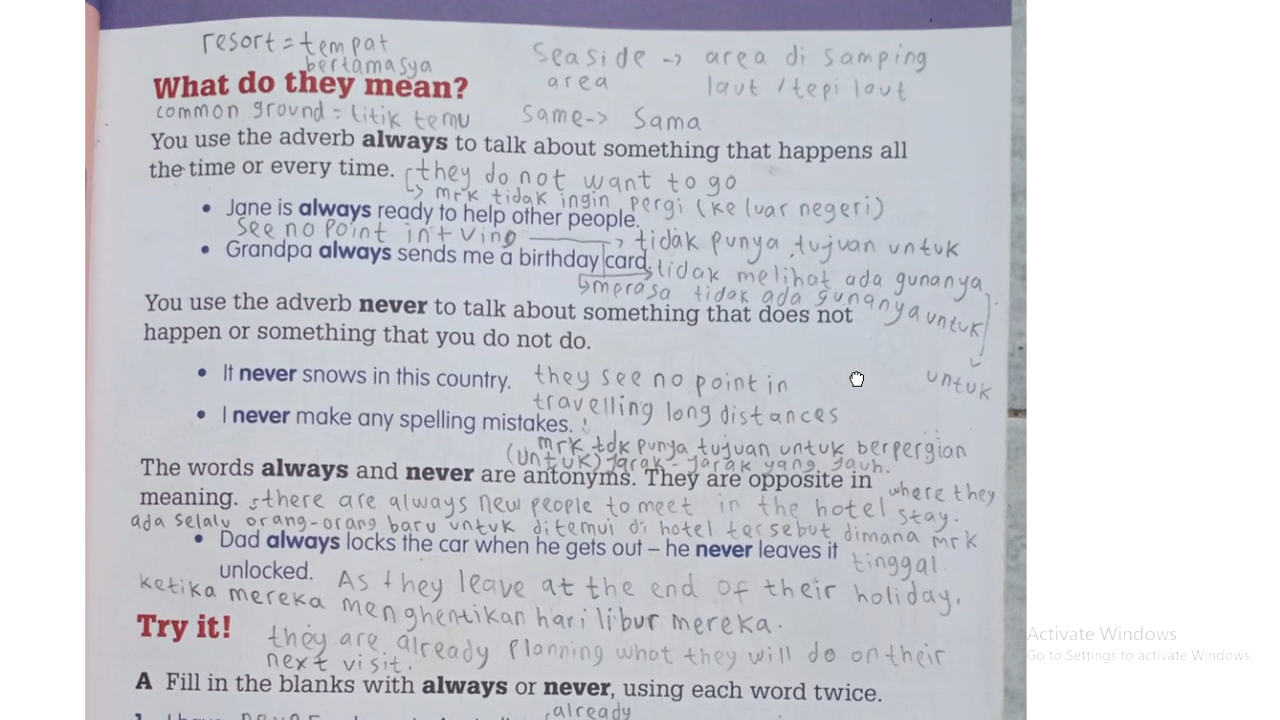 resort = tempat
bertamasya
Seaside -> area di samping
area laut / tepi laut
What do they mean?
common ground = titik temu
same -> Sama
You use the adverb always to talk about something that happens all
the time or every time.
they do not want to go
mrk tidak ingin pergi (ke luar negeri)
• Jane is always ready to help other people.
see no point in
tidak punya tujuan untuk
• Grandpa always sends me a birthday card.
tidak melihat ada gunanya
merasa tidak ada gunanya untuk
untuk
You use the adverb never to talk about something that does not
happen or something that you do not do.
• It never snows in this country.
they see no point in
travelling long distances
• I never make any spelling mistakes.
mrk tdk punya tujuan untuk berpergian
(untuk) jarak-jarak yang jauh.
The words always and never are antonyms. They are opposite in
meaning.
there are always new people to meet in the hotel where they stay.
ada selalu orang-orang baru untuk ditemui di hotel tersebut dimana mrk
tinggal.
• Dad always locks the car when he gets out – he never leaves it
unlocked.
As they leave at the end of their holiday,
ketika mereka menghentikan hari libur mereka.
Try it!
they are already planning what they will do on their
next visit.
A Fill in the blanks with always or never, using each word twice.
already
Activate Windows
Go to Settings to activate Windows.